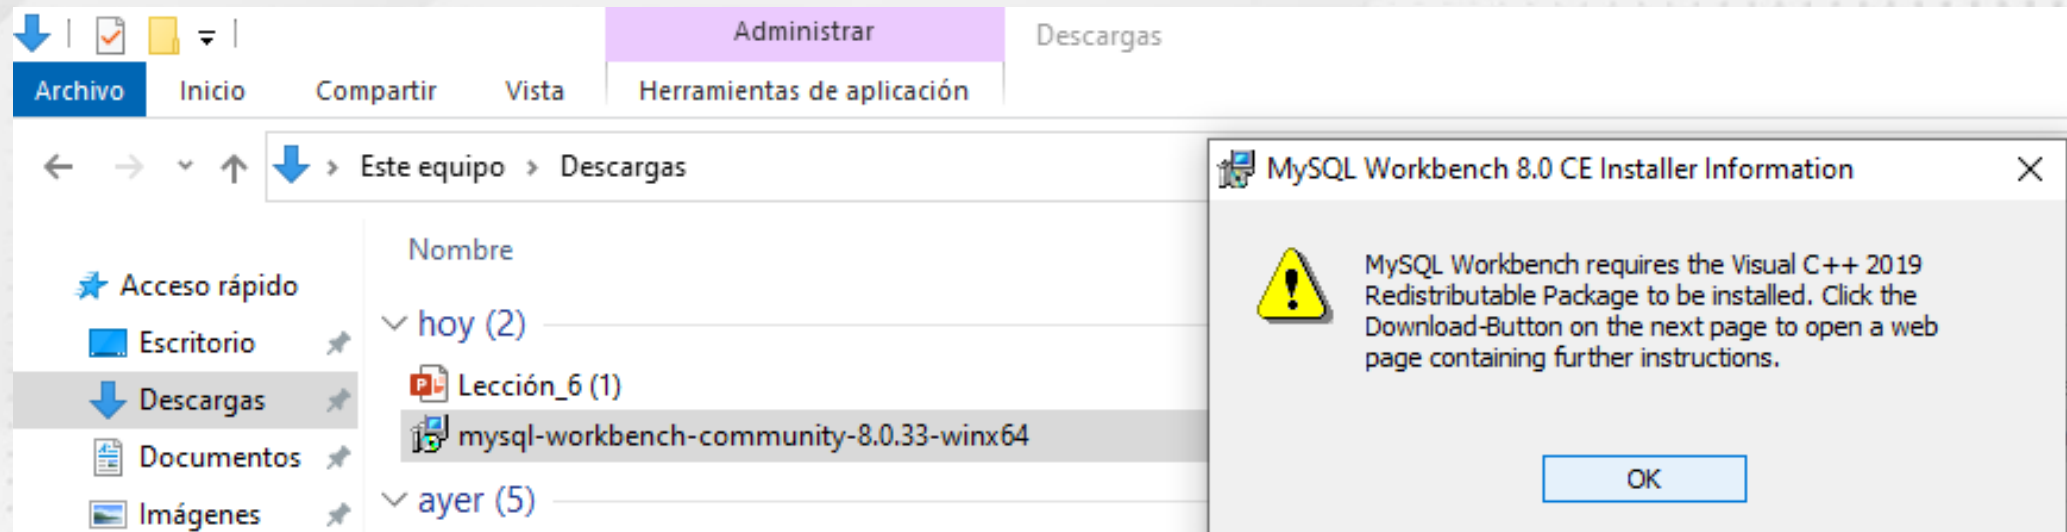 Administrar
Descargas
Archivo Inicio Compartir Vista Herramientas de aplicación
Este equipo › Descargas
Nombre
Acceso rápido
Escritorio
Descargas
Documentos
Imágenes
hoy (2)
Lección_6 (1)
mysql-workbench-community-8.0.33-winx64
ayer (5)
MySQL Workbench 8.0 CE Installer Information
MySQL Workbench requires the Visual C++ 2019
Redistributable Package to be installed. Click the
Download-Button on the next page to open a web
page containing further instructions.
OK